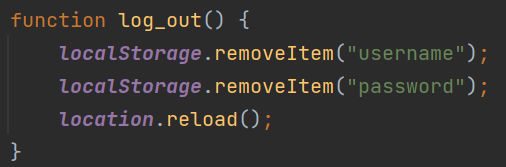 function log_out() {
    localStorage.removeItem("username");
    localStorage.removeItem("password");
    location.reload();
}